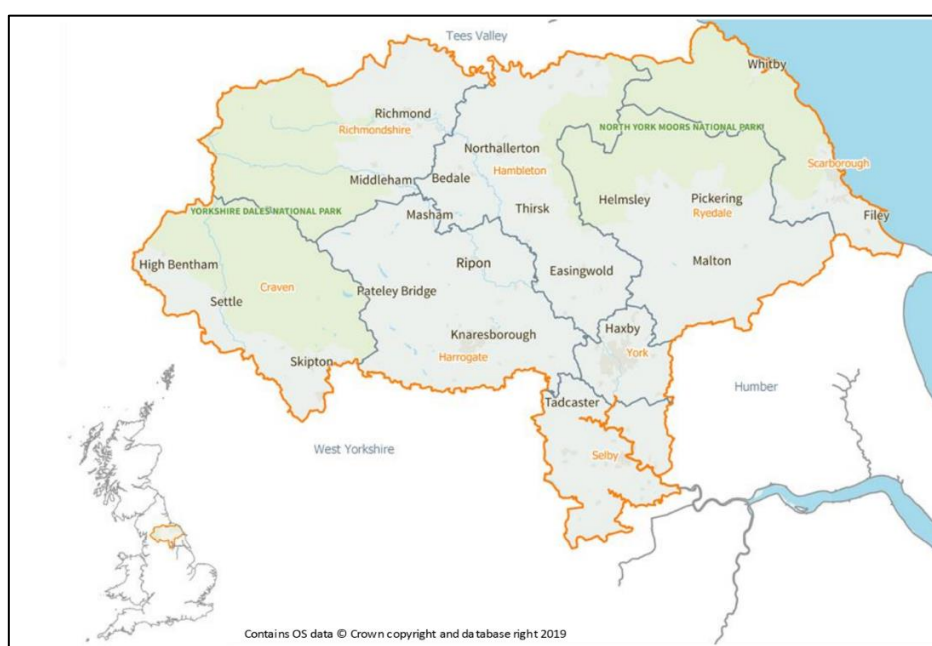 Tees Valley
Whitby
Richmond
Richmondshire
NORTH YORK MOORS NATIONAL PARK
Northallerton
Hambleton
Scarborough
Middleham
Bedale
Helmsley
Pickering
Ryedale
YORKSHIRE DALES NATIONAL PARK
Masham
Thirsk
Filey
High Bentham
Ripon
Easingwold
Malton
Craven
Pateley Bridge
Settle
Knaresborough
Haxby
Harrogate
York
Skipton
Humber
Tadcaster
West Yorkshire
Selby
Contains OS data © Crown copyright and database right 2019